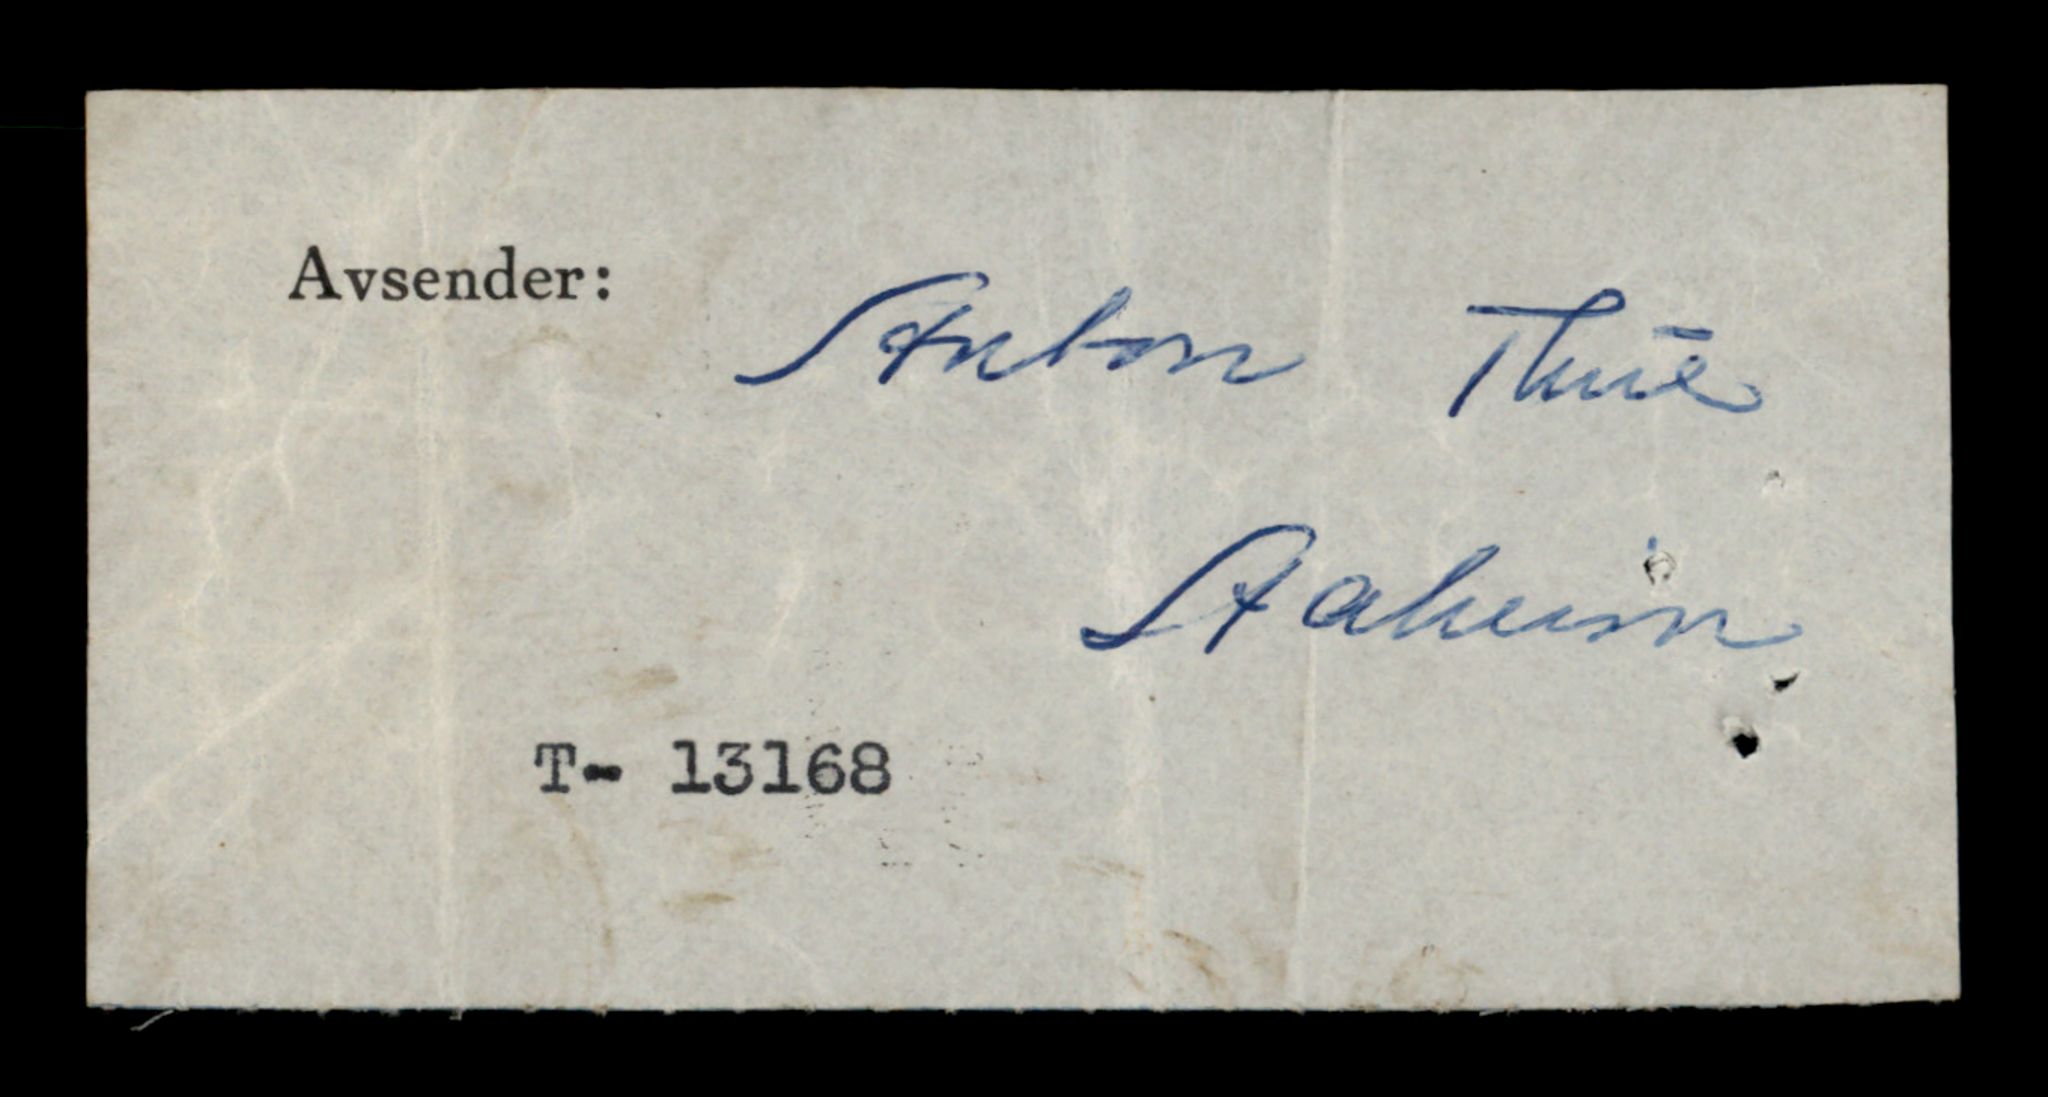 Avsender:
Anton Thue
Aaheim
T- 13168